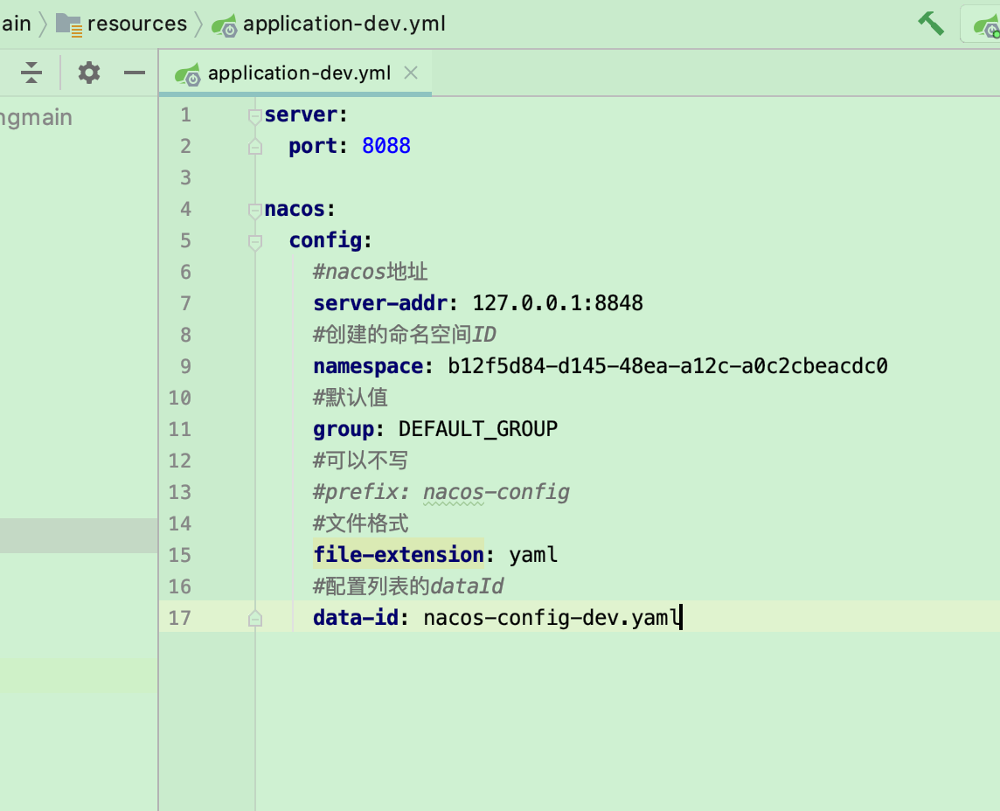 ain resources application-dev.yml
application-dev.yml
ngmain
1 server:
2 port: 8088
3
4 nacos:
5 config:
6 #nacos地址
7 server-addr: 127.0.0.1:8848
8 #创建的命名空间ID
9 namespace: b12f5d84-d145-48ea-a12c-a0c2cbeacdc0
10 #默认值
11 group: DEFAULT_GROUP
12 #可以不写
13 #prefix: nacos-config
14 #文件格式
15 file-extension: yaml
16 #配置列表的dataId
17 data-id: nacos-config-dev.yaml